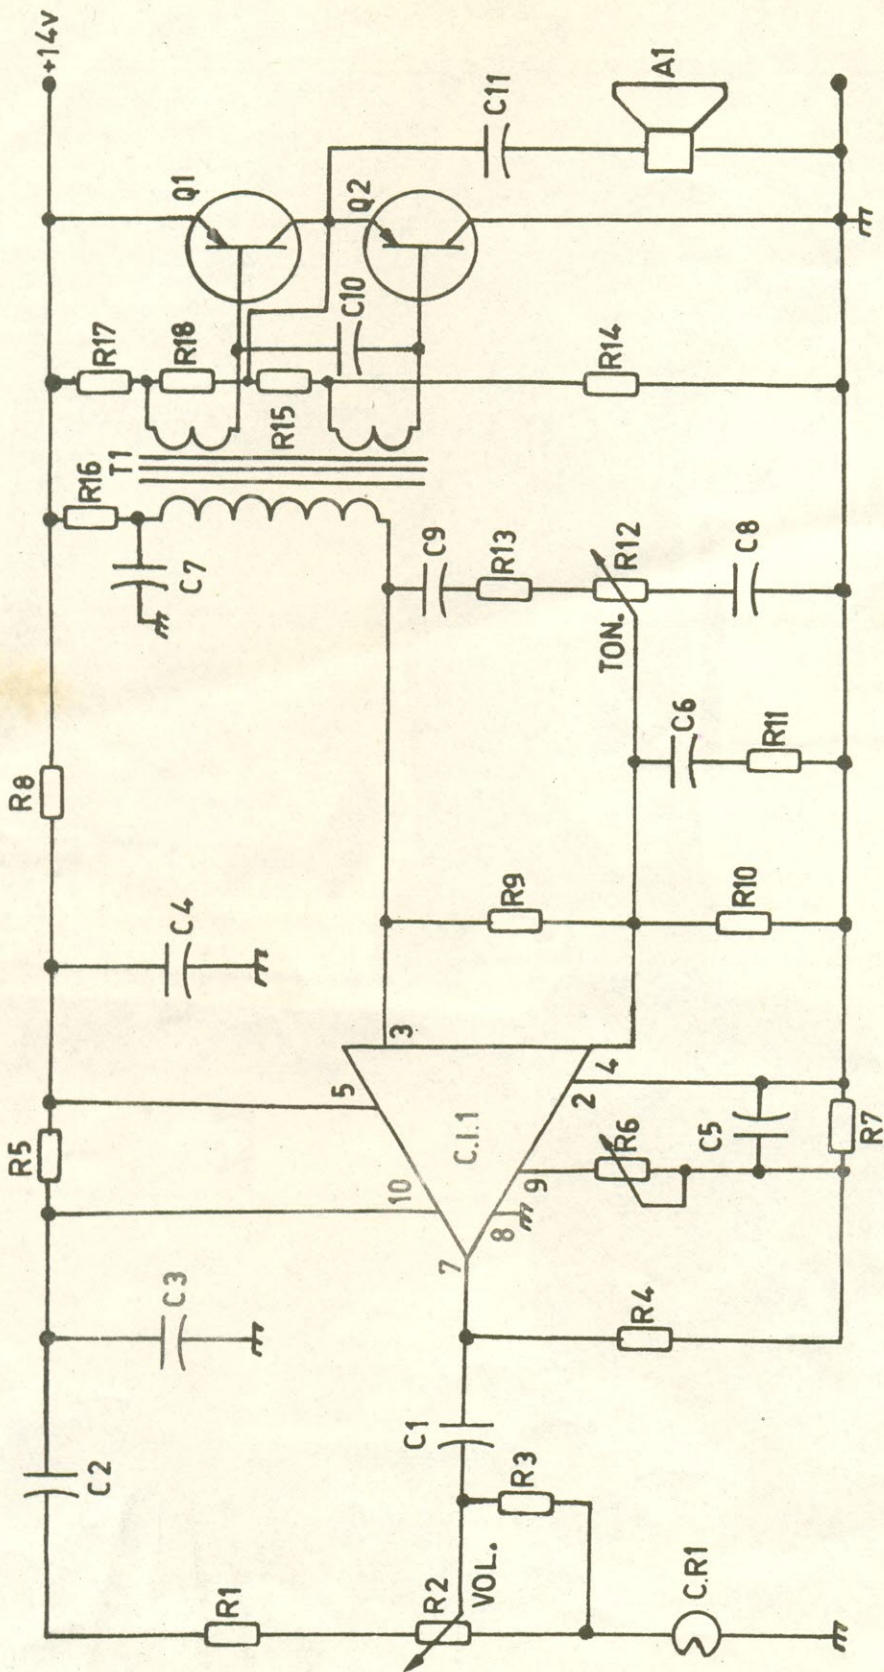 +14v
R8
R5
C2
C3
C4
R16
T1
R17
R18
Q1
C7
C10
Q2
R15
C11
R14
A1
5
3
10
C.I.1
7
8
9
2
4
R9
C9
R13
R12
TON.
C8
C6
R11
R10
R6
C5
R7
R4
C1
R3
R1
R2
VOL.
C.R1